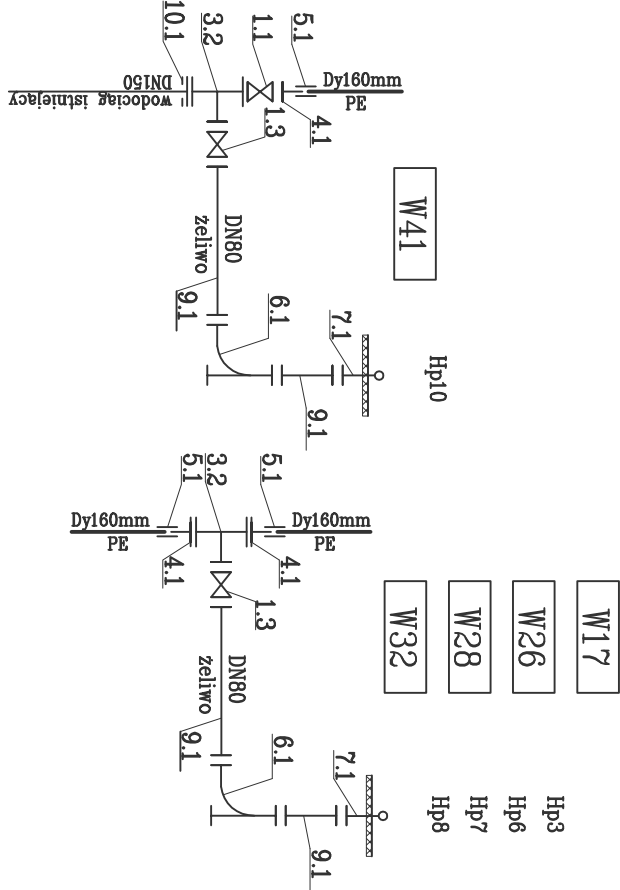 10.1
3.2
1.1
5.1
Dy160mm
PE
DN150
wodociąg istniejący
4.1
1.3
W41
DN80
żeliwo
9.1
6.1
7.1
Hp10
9.1
5.1
3.2
5.1
Dy160mm
PE
Dy160mm
PE
4.1
4.1
1.3
W32
W28
W26
W17
DN80
żeliwo
9.1
6.1
7.1
9.1
Hp8
Hp7
Hp6
Hp3